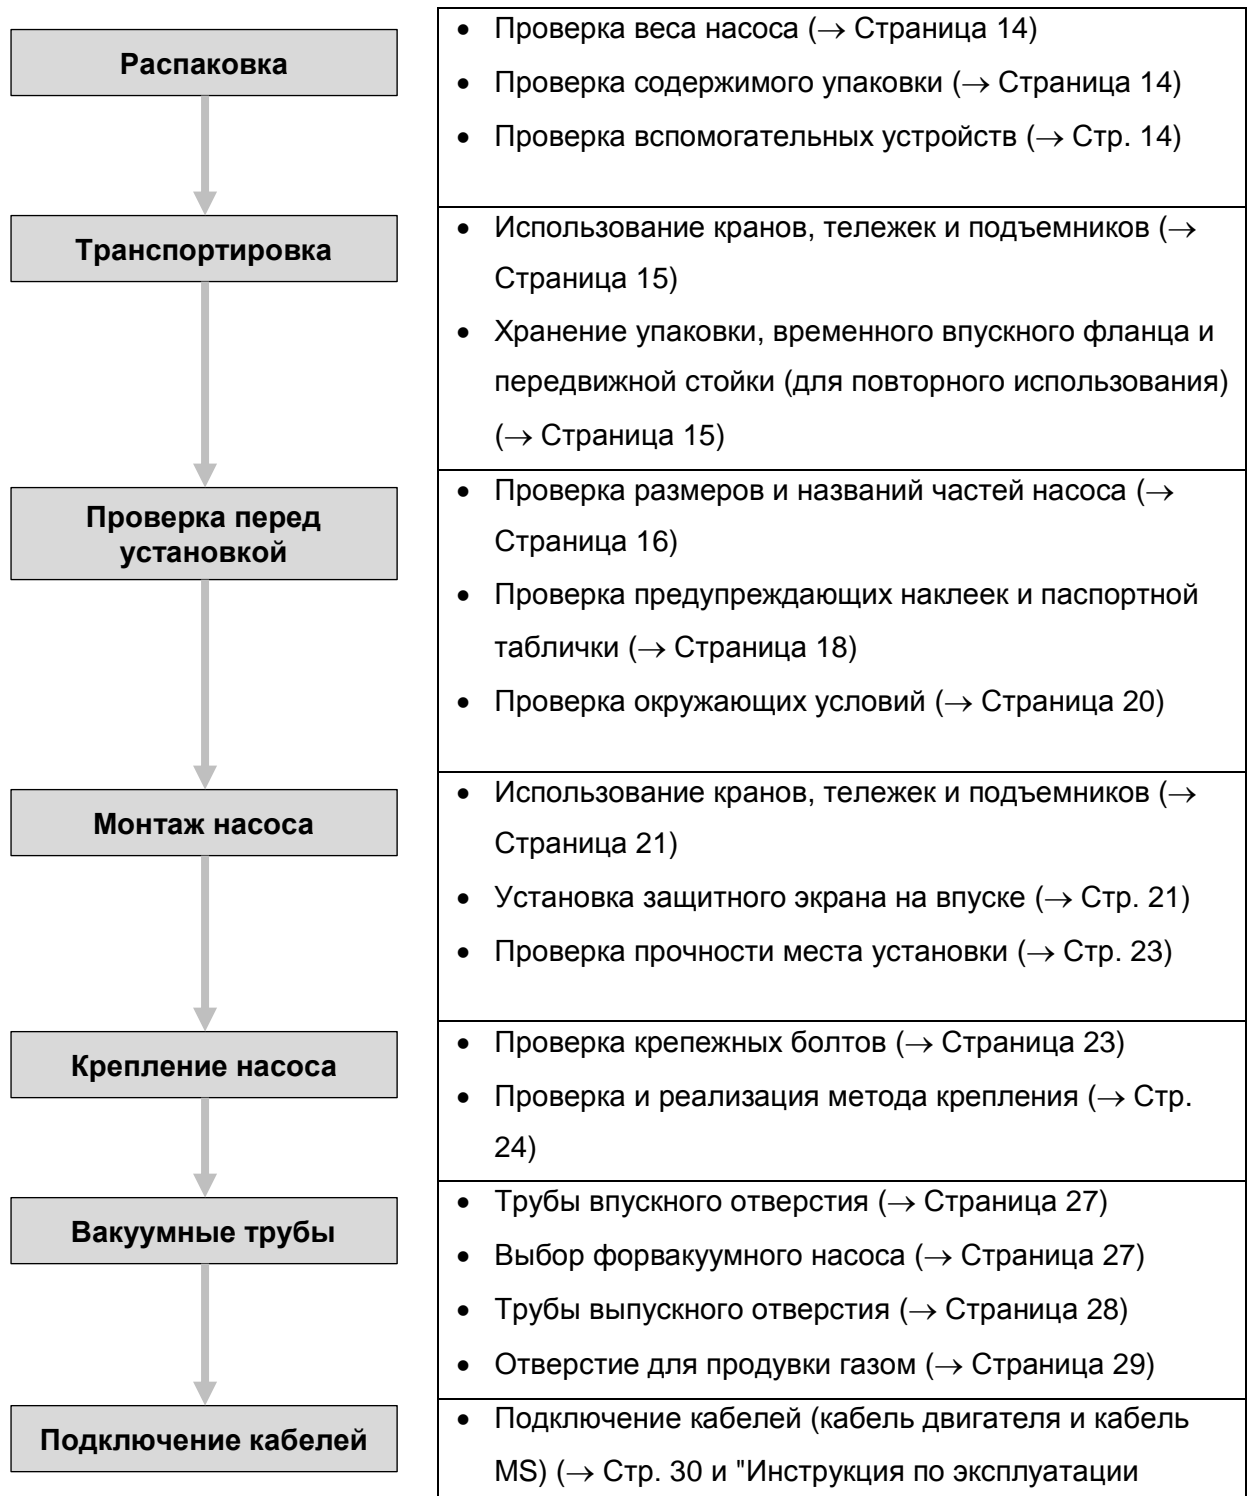 Распаковка
• Проверка веса насоса (→ Страница 14)
• Проверка содержимого упаковки (→ Страница 14)
• Проверка вспомогательных устройств (→ Стр. 14)
Транспортировка
• Использование кранов, тележек и подъемников (→
Страница 15)
• Хранение упаковки, временного впускного фланца и
передвижной стойки (для повторного использования)
(→ Страница 15)
Проверка перед
установкой
• Проверка размеров и названий частей насоса (→
Страница 16)
• Проверка предупреждающих наклеек и паспортной
таблички (→ Страница 18)
• Проверка окружающих условий (→ Страница 20)
Монтаж насоса
• Использование кранов, тележек и подъемников (→
Страница 21)
• Установка защитного экрана на впуске (→ Стр. 21)
• Проверка прочности места установки (→ Стр. 23)
Крепление насоса
• Проверка крепежных болтов (→ Страница 23)
• Проверка и реализация метода крепления (→ Стр.
24)
Вакуумные трубы
• Трубы впускного отверстия (→ Страница 27)
• Выбор форвакуумного насоса (→ Страница 27)
• Трубы выпускного отверстия (→ Страница 28)
• Отверстие для продувки газом (→ Страница 29)
Подключение кабелей
• Подключение кабелей (кабель двигателя и кабель
MS) (→ Стр. 30 и "Инструкция по эксплуатации